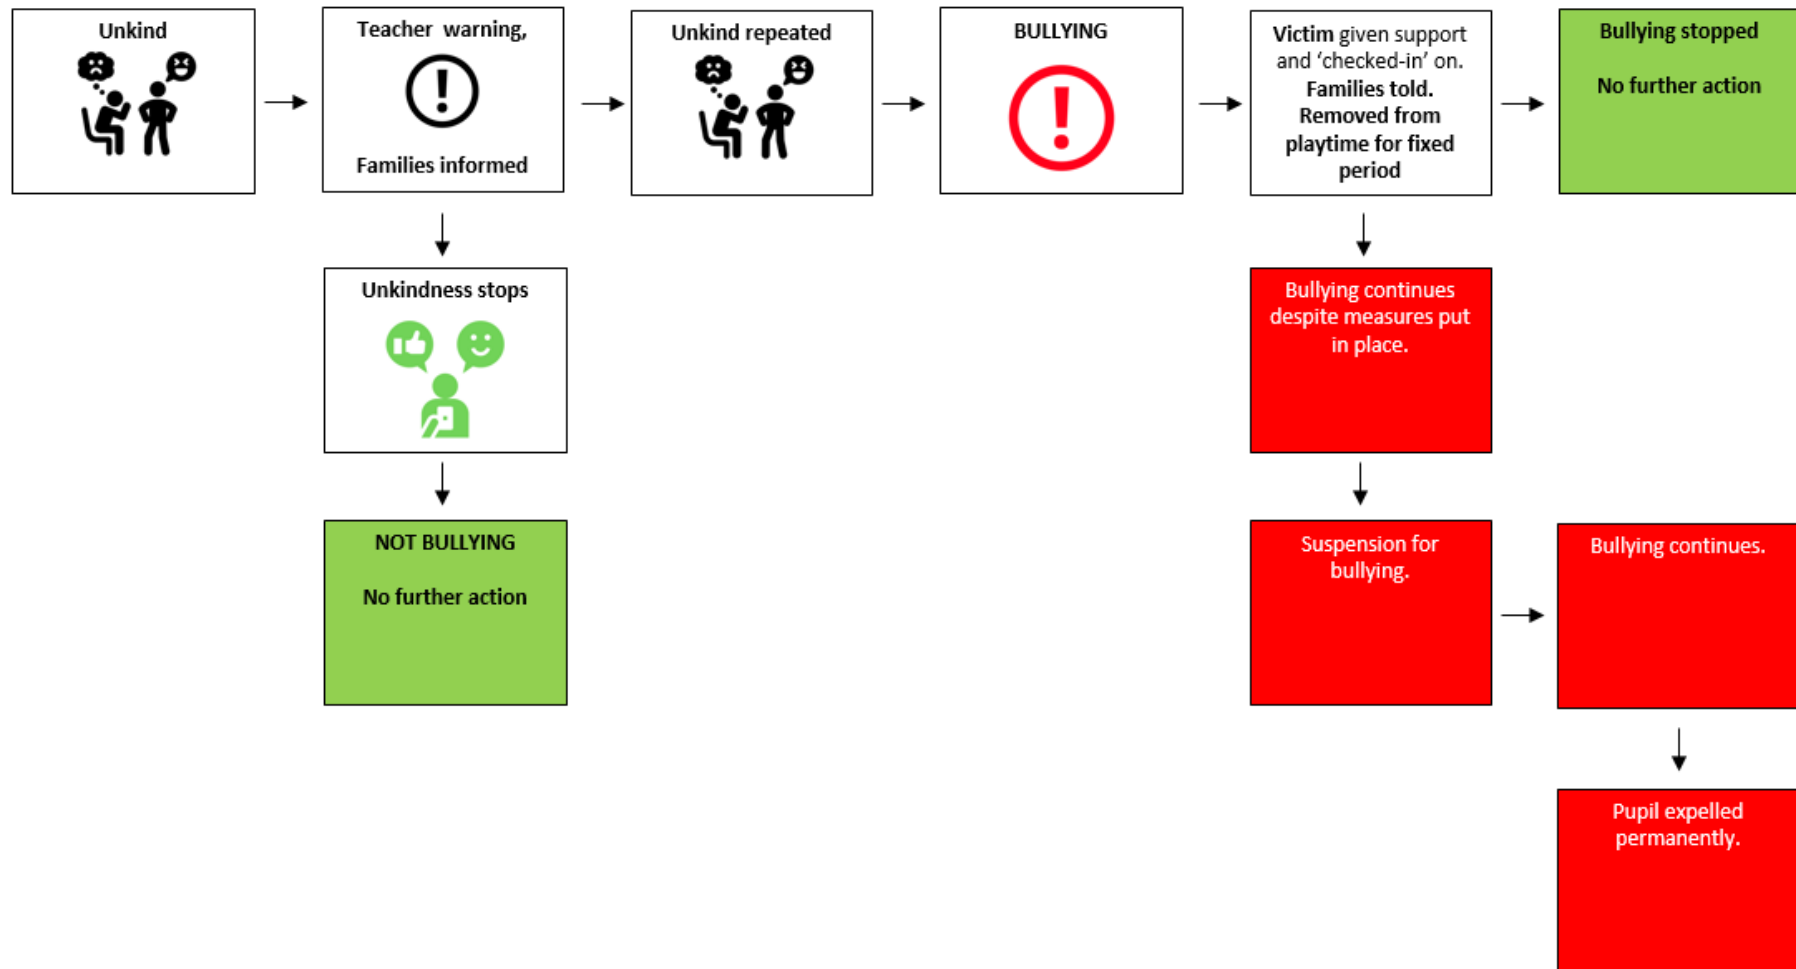 Unkind
Teacher warning,
Families informed
Unkind repeated
BULLYING
Victim given support
and ‘checked-in’ on.
Families told.
Removed from
playtime for fixed
period
Bullying stopped
No further action
Unkindness stops
Bullying continues
despite measures put
in place.
NOT BULLYING
No further action
Suspension for
bullying.
Bullying continues.
Pupil expelled
permanently.